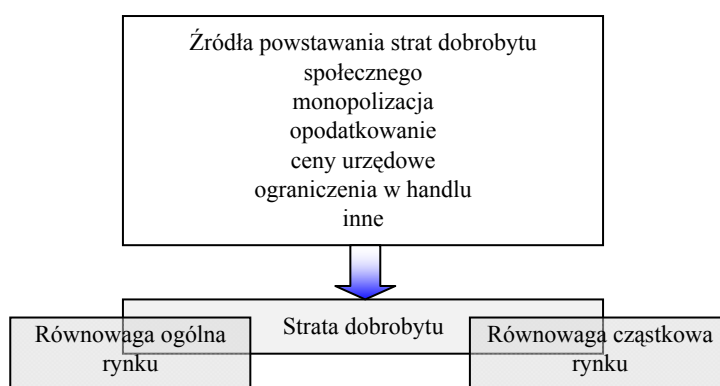 Źródła powstawania strat dobrobytu
społecznego
monopolizacja
opodatkowanie
ceny urzędowe
ograniczenia w handlu
inne
Strata dobrobytu
Równowaga ogólna
rynku
Równowaga cząstkowa
rynku